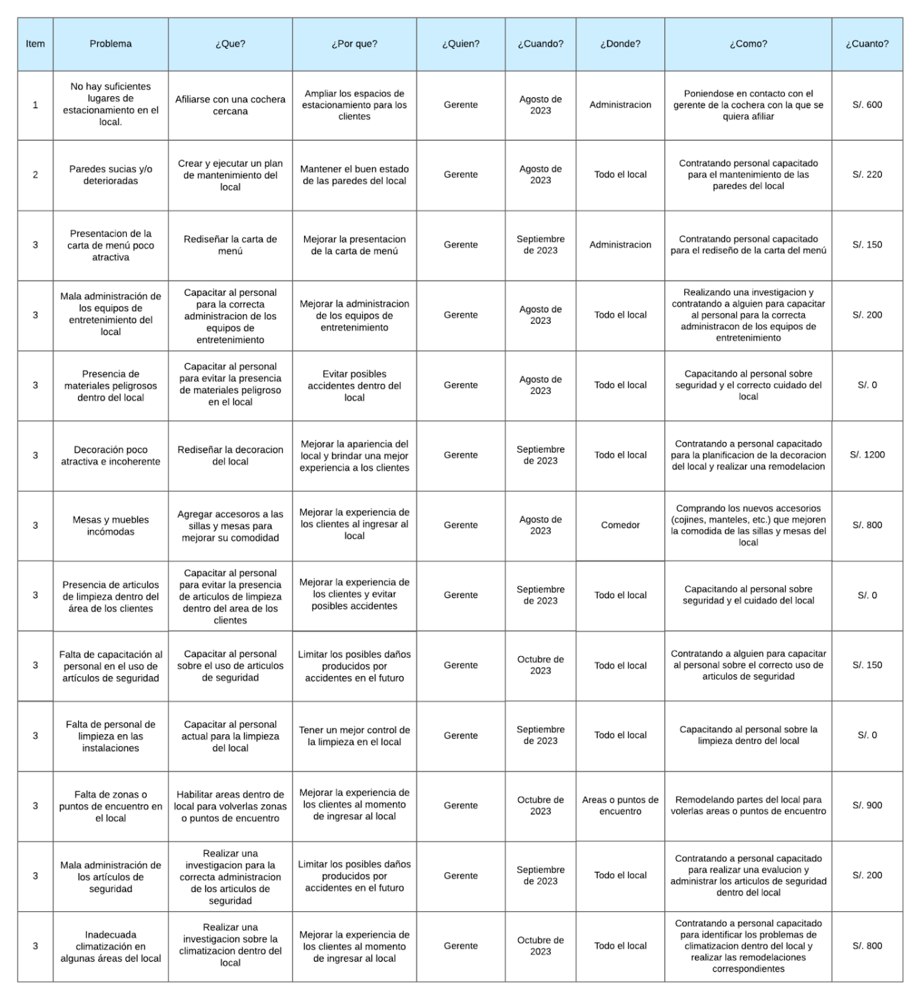 Item
Problema
¿Que?
¿Por que?
¿Quien?
¿Cuando?
¿Donde?
¿Como?
¿Cuanto?
1
No hay suficientes
lugares de
estacionamiento en el
local.
Afiliarse con una cochera
cercana
Ampliar los espacios de
estacionamiento para los
clientes
Gerente
Agosto de
2023
Administracion
Poniendose en contacto con el
gerente de la cochera con la que se
quiera afiliar
S/. 600
2
Paredes sucias y/o
deterioradas
Crear y ejecutar un plan
de mantenimiento del
local
Mantener el buen estado
de las paredes del local
Gerente
Agosto de
2023
Todo el local
Contratando personal capacitado
para el mantenimiento de las
paredes del local
S/. 220
3
Presentacion de la
carta de menú poco
atractiva
Rediseñar la carta de
menú
Mejorar la presentacion
de la carta de menú
Gerente
Septiembre
de 2023
Administracion
Contratando personal capacitado
para el rediseño de la carta del menú
S/. 150
3
Mala administración de
los equipos de
entretenimiento del
local
Capacitar al personal
para la correcta
administracion de los
equipos de
entretenimiento
Mejorar la administracion
de los equipos de
entretenimiento
Gerente
Agosto de
2023
Todo el local
Realizando una investigacion y
contratando a alguien para capacitar
al personal para la correcta
administracon de los equipos de
entretenimiento
S/. 200
3
Presencia de
materiales peligrosos
dentro del local
Capacitar al personal
para evitar la presencia
de materiales peligroso
en el local
Evitar posibles
accidentes dentro del
local
Gerente
Agosto de
2023
Todo el local
Capacitando al personal sobre
seguridad y el correcto cuidado del
local
S/. 0
3
Decoración poco
atractiva e incoherente
Rediseñar la decoracion
del local
Mejorar la apariencia del
local y brindar una mejor
experiencia a los clientes
Gerente
Septiembre
de 2023
Todo el local
Contratando a personal capacitado
para la planificacion de la decoracion
del local y realizar una remodelacion
S/. 1200
3
Mesas y muebles
incómodas
Agregar accesoros a las
sillas y mesas para
mejorar su comodidad
Mejorar la experiencia de
los clientes al ingresar al
local
Gerente
Agosto de
2023
Comedor
Comprando los nuevos accesorios
(cojines, manteles, etc.) que mejoren
la comodida de las sillas y mesas del
local
S/. 800
3
Presencia de articulos
de limpieza dentro del
área de los clientes
Capacitar al personal
para evitar la presencia
de articulos de limpieza
dentro del area de los
clientes
Mejorar la experiencia de
los clientes y evitar
posibles accidentes
Gerente
Septiembre
de 2023
Todo el local
Capacitando al personal sobre
seguridad y el cuidado del local
S/. 0
3
Falta de capacitación al
personal en el uso de
artículos de seguridad
Capacitar al personal
sobre el uso de articulos
de seguridad
Limitar los posibles daños
producidos por
accidentes en el futuro
Gerente
Octubre de
2023
Todo el local
Contratando a alguien para capacitar
al personal sobre el correcto uso de
articulos de seguridad
S/. 150
3
Falta de personal de
limpieza en las
instalaciones
Capacitar al personal
actual para la limpieza
del local
Tener un mejor control de
la limpieza en el local
Gerente
Septiembre
de 2023
Todo el local
Capacitando al personal sobre la
limpieza dentro del local
S/. 0
3
Falta de zonas o
puntos de encuentro en
el local
Habilitar areas dentro de
local para volverlas zonas
o puntos de encuentro
Mejorar la experiencia de
los clientes al momento
de ingresar al local
Gerente
Octubre de
2023
Areas o puntos de
encuentro
Remodelando partes del local para
volerlas areas o puntos de encuentro
S/. 900
3
Mala administración de
los artículos de
seguridad
Realizar una
investigacion para la
correcta administracion
de los articulos de
seguridad
Limitar los posibles daños
producidos por
accidentes en el futuro
Gerente
Septiembre
de 2023
Todo el local
Contratando a personal capacitado
para realizar una evalucion y
administrar los articulos de seguridad
dentro del local
S/. 200
3
Inadecuada
climatización en
algunas áreas del local
Realizar una
investigacion sobre la
climatizacion dentro del
local
Mejorar la experiencia de
los clientes al momento
de ingresar al local
Gerente
Octubre de
2023
Todo el local
Contratando a personal capacitado
para identificar los problemas de
climatizacion dentro del local y
realizar las remodelaciones
correspondientes
S/. 800